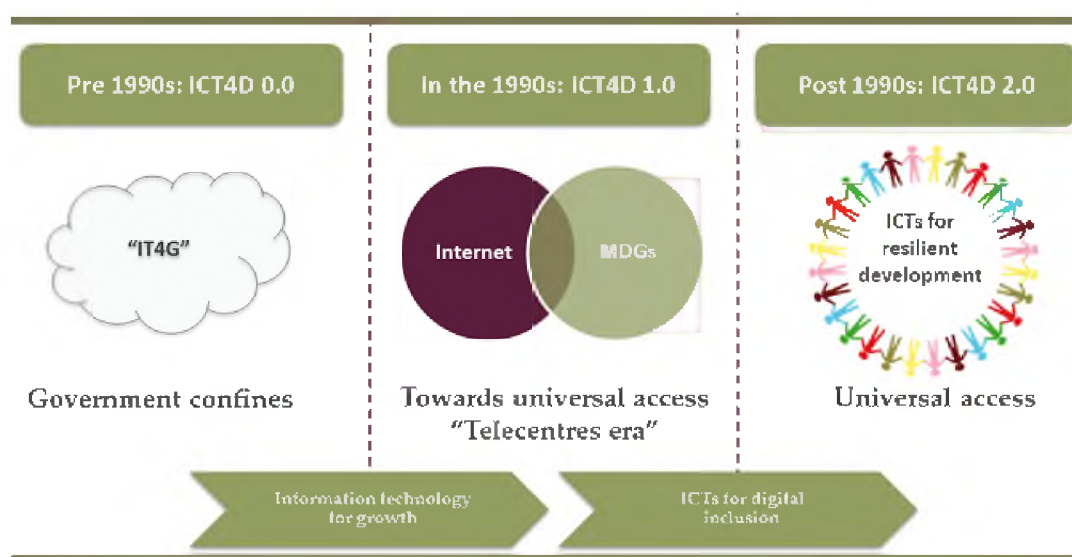 Pre 1990s: ICT4D 0.0
In the 1990s: ICT4D 1.0
Post 1990s: ICT4D 2.0
“IT4G”
Internet
MDGs
ICTs for
resilient
development
Government confines
Towards universal access
“Telecentres era”
Universal access
Information technology
for growth
ICTs for digital
inclusion